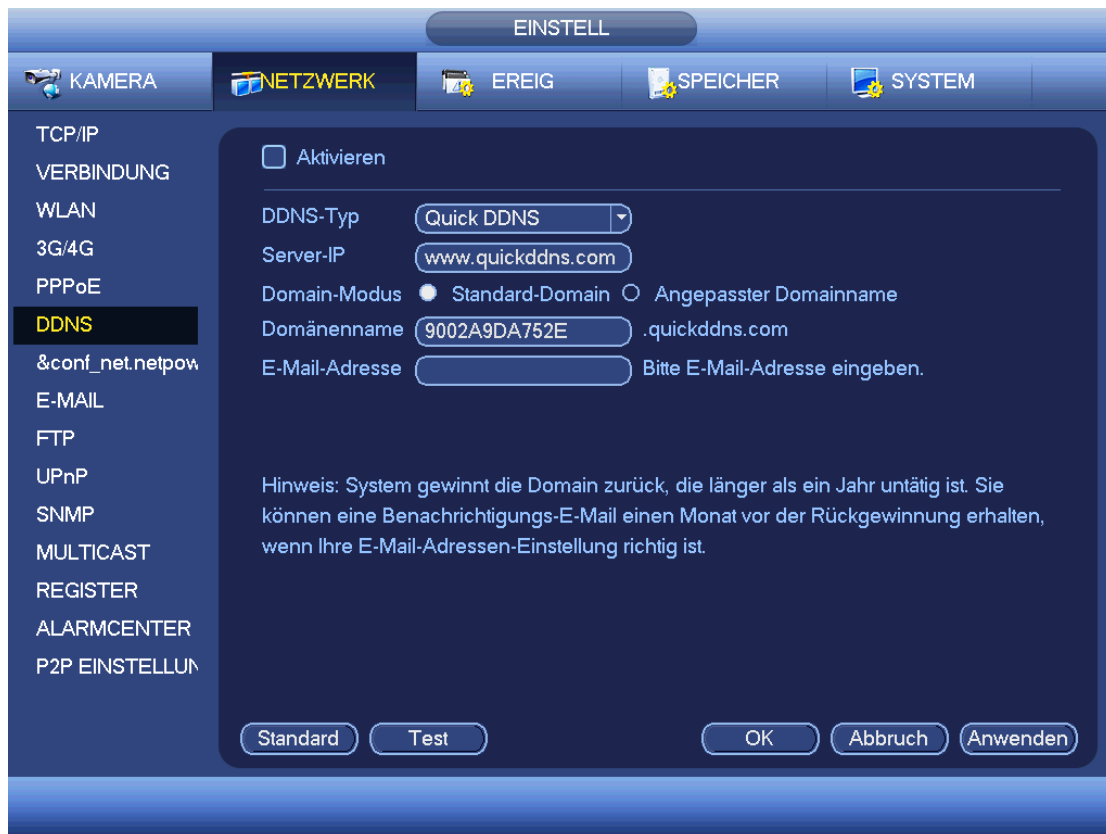 EINSTELL
KAMERA
NETZWERK
EREIG
SPEICHER
SYSTEM
TCP/IP
VERBINDUNG
WLAN
3G/4G
PPPoE
DDNS
&conf_net.netpow
E-MAIL
FTP
UPnP
SNMP
MULTICAST
REGISTER
ALARMCENTER
P2P EINSTELLUN
Aktivieren
DDNS-Typ Quick DDNS
Server-IP www.quickddns.com
Domain-Modus Standard-Domain Angepasster Domainname
Domänenname 9002A9DA752E .quickddns.com
E-Mail-Adresse Bitte E-Mail-Adresse eingeben.
Hinweis: System gewinnt die Domain zurück, die länger als ein Jahr untätig ist. Sie
können eine Benachrichtigungs-E-Mail einen Monat vor der Rückgewinnung erhalten,
wenn Ihre E-Mail-Adressen-Einstellung richtig ist.
Standard Test OK Abbruch Anwenden